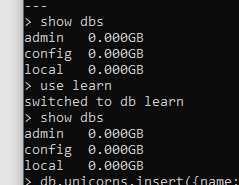 ---
> show dbs
admin   0.000GB
config  0.000GB
local   0.000GB
> use learn
switched to db learn
> show dbs
admin   0.000GB
config  0.000GB
local   0.000GB
> db.unicorns.insert({name: